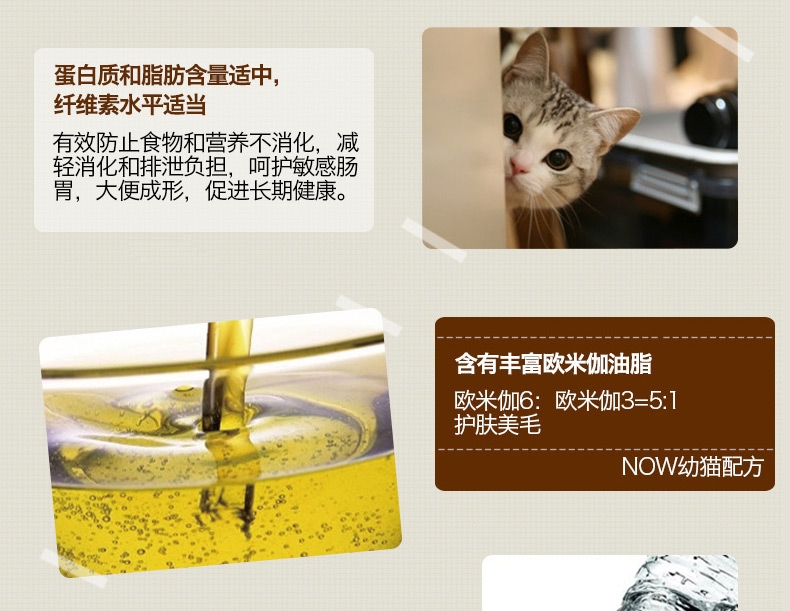 蛋白质和脂肪含量适中，
纤维素水平适当
有效防止食物和营养不消化，减
轻消化和排泄负担，呵护敏感肠
胃，大便成形，促进长期健康。
含有丰富欧米伽油脂
欧米伽6：欧米伽3=5:1
护肤美毛
NOW幼猫配方